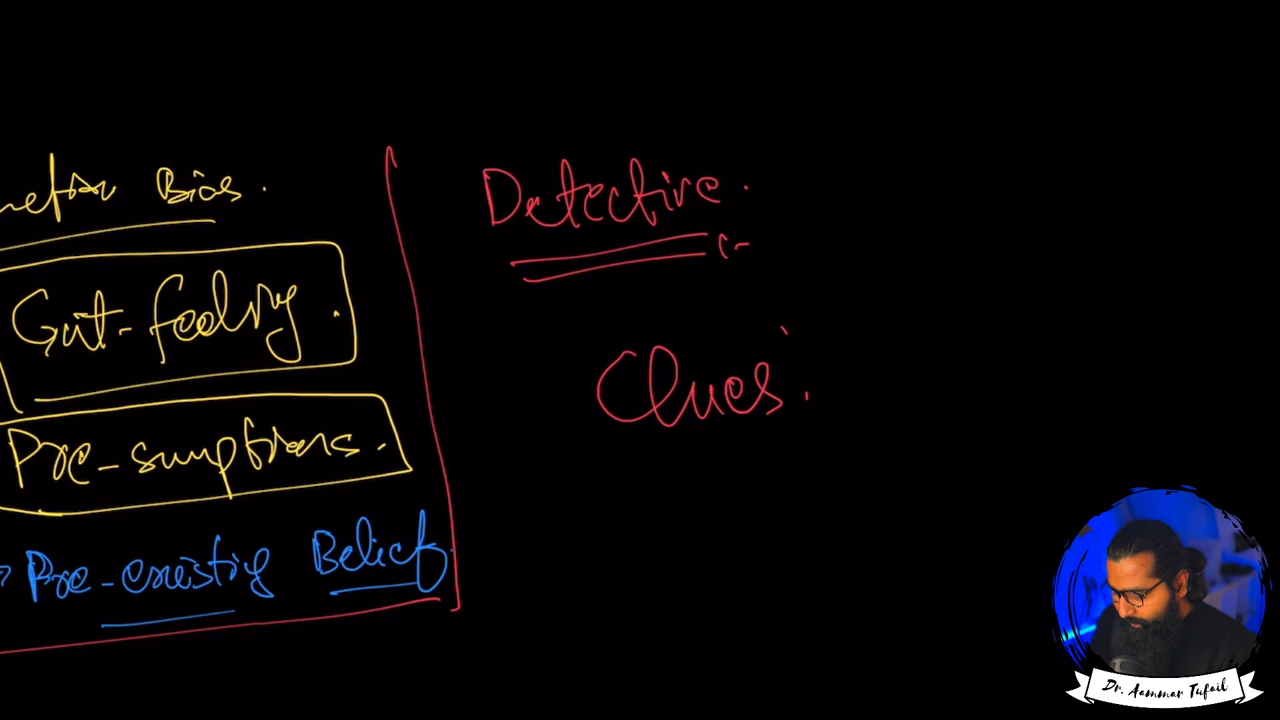 Bias.
Gut-feeling.
Pre-sumptions.
Pre-existing Belief.
Detective.
Clues.
Dr. Aammar Tufail